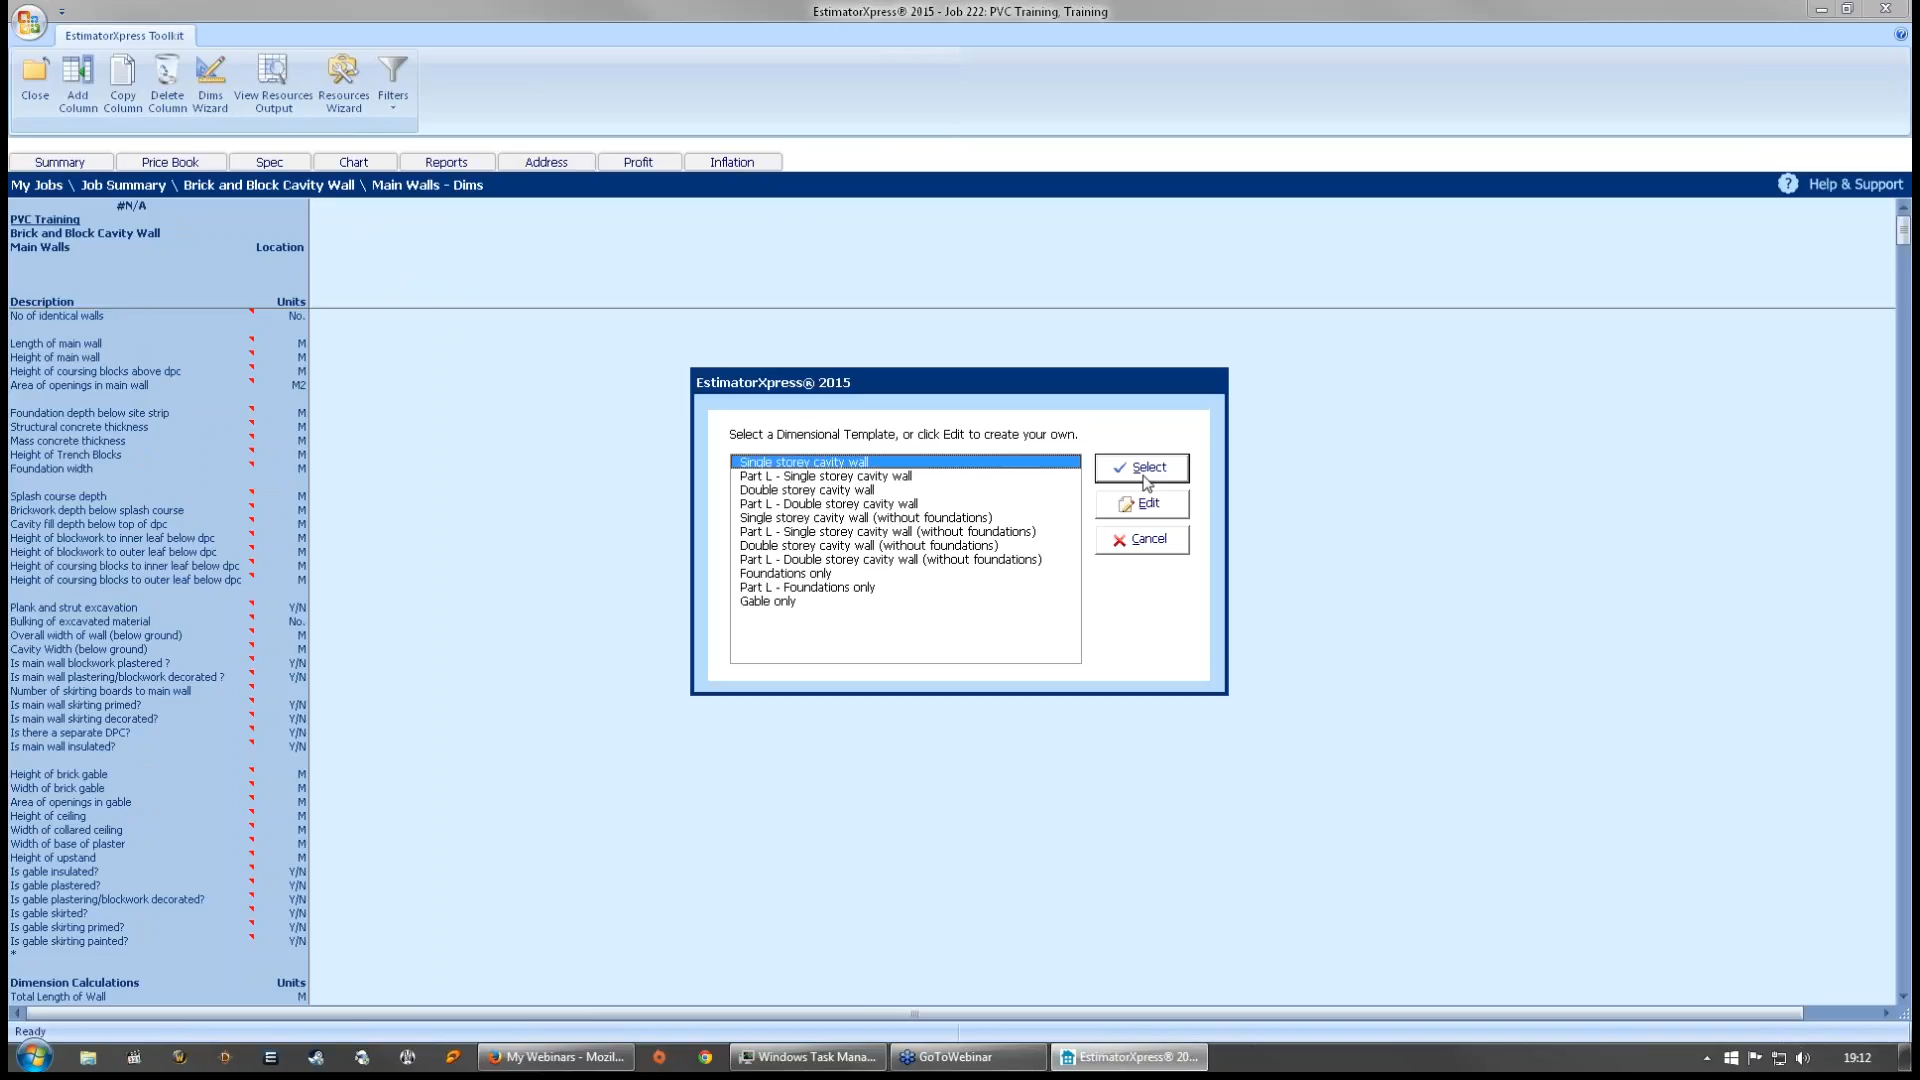 EstimatorXpress® 2015 - Job 222: PVC Training, Training
EstimatorXpress Toolkit
Close
Add Column
Copy Column
Delete Column
Dims Wizard
View Resources Output
Resources Wizard
Filters
Summary
Price Book
Spec
Chart
Reports
Address
Profit
Inflation
My Jobs \ Job Summary \ Brick and Block Cavity Wall \ Main Walls - Dims
? Help & Support
#N/A
PVC Training
Brick and Block Cavity Wall
Main Walls Location
Description Units
No of identical walls No.
Length of main wall M
Height of main wall M
Height of coursing blocks above dpc M
Area of openings in main wall M2
Foundation depth below site strip M
Structural concrete thickness M
Mass concrete thickness M
Height of Trench Blocks M
Foundation width M
Splash course depth M
Brickwork depth below splash course M
Cavity fill depth below top of dpc M
Height of blockwork to inner leaf below dpc M
Height of blockwork to outer leaf below dpc M
Height of coursing blocks to inner leaf below dpc M
Height of coursing blocks to outer leaf below dpc M
Plank and strut excavation Y/N
Bulking of excavated material No.
Overall width of wall (below ground) M
Cavity Width (below ground) M
Is main wall blockwork plastered ? Y/N
Is main wall plastering/blockwork decorated ? Y/N
Number of skirting boards to main wall
Is main wall skirting primed? Y/N
Is main wall skirting decorated? Y/N
Is there a separate DPC? Y/N
Is main wall insulated? Y/N
Height of brick gable M
Width of brick gable M
Area of openings in gable M
Height of ceiling M
Width of collared ceiling M
Width of base of plaster M
Height of upstand M
Is gable insulated? Y/N
Is gable plastered? Y/N
Is gable plastering/blockwork decorated? Y/N
Is gable skirted? Y/N
Is gable skirting primed? Y/N
Is gable skirting painted? Y/N
*
Dimension Calculations Units
Total Length of Wall M
EstimatorXpress® 2015
Select a Dimensional Template, or click Edit to create your own.
Single storey cavity wall
Part L - Single storey cavity wall
Double storey cavity wall
Part L - Double storey cavity wall
Single storey cavity wall (without foundations)
Part L - Single storey cavity wall (without foundations)
Double storey cavity wall (without foundations)
Part L - Double storey cavity wall (without foundations)
Foundations only
Part L - Foundations only
Gable only
Select
Edit
Cancel
Ready
My Webinars - Mozil...
Windows Task Mana...
GoToWebinar
EstimatorXpress® 20...
19:12